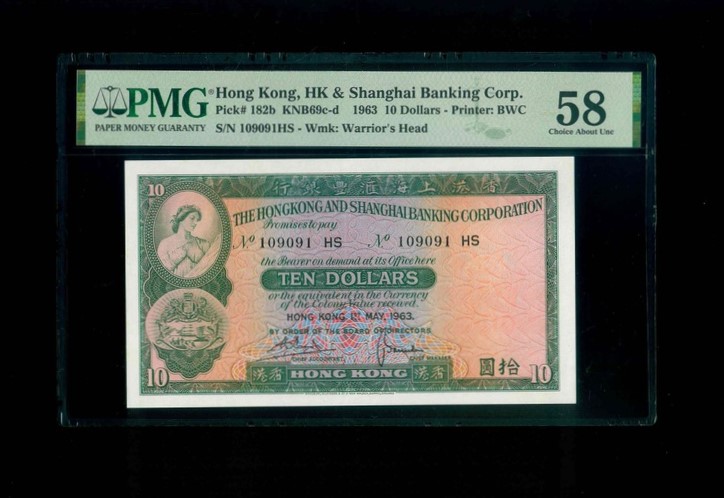 PMG
PAPER MONEY GUARANTY
Hong Kong, HK & Shanghai Banking Corp.
Pick# 182b KNB69c-d 1963 10 Dollars - Printer: BWC
S/N 109091HS - Wmk: Warrior's Head
58
Choice About Unc
10
行銀豐滙海上港香
THE HONGKONG AND SHANGHAI BANKING CORPORATION
Promises to pay
No 109091 HS No 109091 HS
the Bearer on demand at its Office here
TEN DOLLARS
or the equivalent in the Currency
of the Colony Value received.
HONG KONG 1ST MAY, 1963.
BY ORDER OF THE BOARD OF DIRECTORS
CHIEF ACCOUNTANT CHIEF MANAGER
10 港香 HONG KONG 港香 圓拾 10